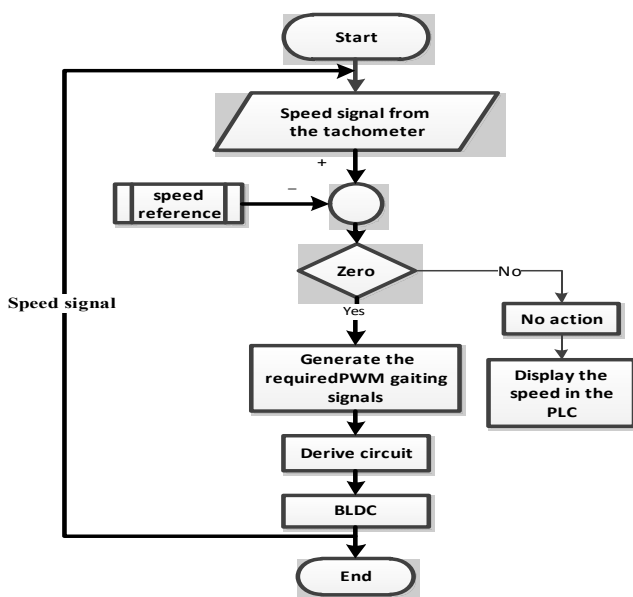 Start
Speed signal from
the tachometer
+
–
speed
reference
Zero
No
Speed signal
Yes
No action
Generate the
requiredPWM gaiting
signals
Display the
speed in the
PLC
Derive circuit
BLDC
End